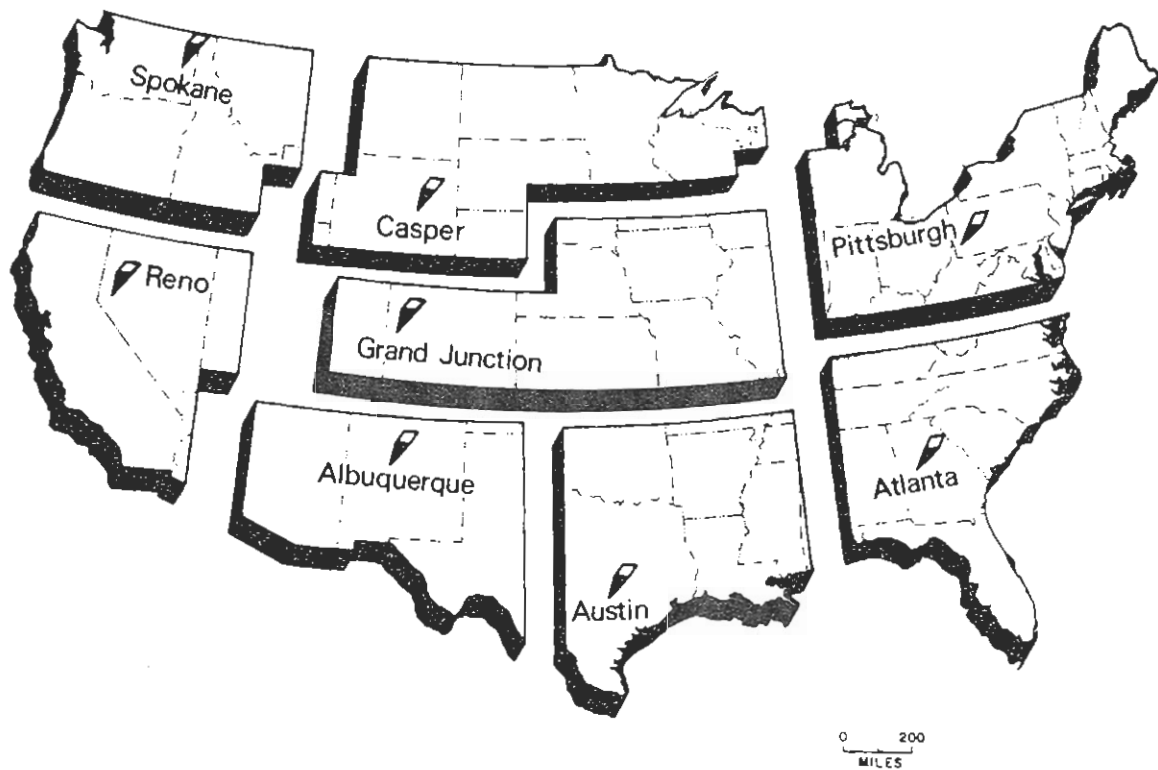 Spokane
Casper
Pittsburgh
Reno
Grand Junction
Albuquerque
Atlanta
Austin
0 200
MILES